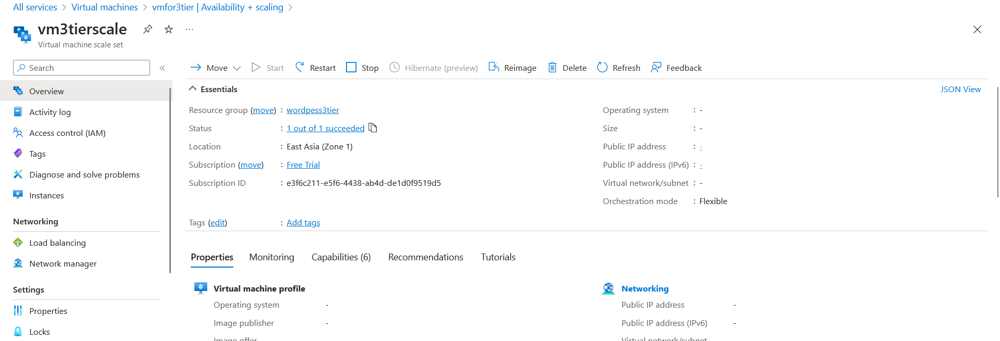 All services > Virtual machines > vmfor3tier | Availability + scaling >
vm3tierscale ...
Virtual machine scale set
Search «
Move Start Restart Stop Hibernate (preview) Reimage Delete Refresh Feedback
Overview
Activity log
Access control (IAM)
Tags
Diagnose and solve problems
Instances
Networking
Load balancing
Network manager
Settings
Properties
Locks
Essentials JSON View
Resource group (move) : wordpess3tier
Status : 1 out of 1 succeeded
Location : East Asia (Zone 1)
Subscription (move) : Free Trial
Subscription ID : e3f6c211-e5f6-4438-ab4d-de1d0f9519d5
Operating system : -
Size : -
Public IP address : -
Public IP address (IPv6) : -
Virtual network/subnet : -
Orchestration mode : Flexible
Tags (edit) : Add tags
Properties Monitoring Capabilities (6) Recommendations Tutorials
Virtual machine profile
Operating system -
Image publisher -
Image offer
Networking
Public IP address -
Public IP address (IPv6) -
Virtual network/subnet